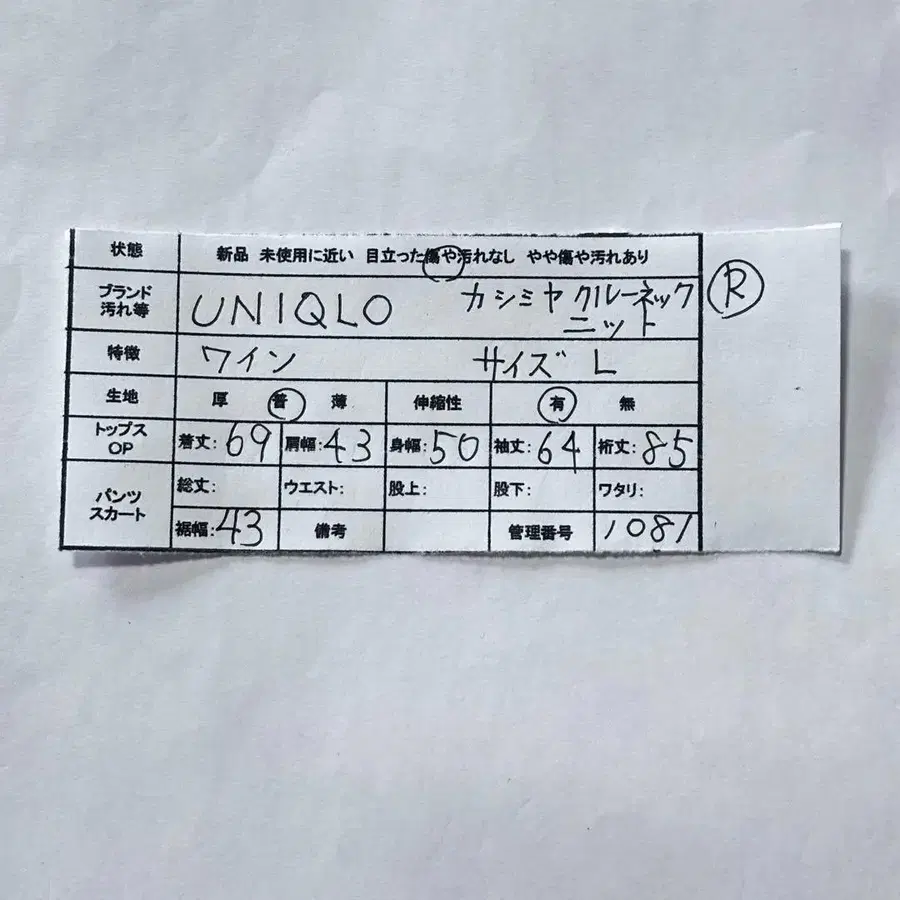 状態 新品 未使用に近い 目立った傷や汚れなし やや傷や汚れあり
ブランド 汚れ等 UNIQLO カシミヤ クルーネック ニット
Ⓡ
特徴 ワイン サイズ L
生地 厚 普 薄 伸縮性 有 無
トップス OP 着丈:69 肩幅:43 身幅:50 袖丈:64 裄丈:85
パンツ スカート 総丈: ウエスト: 股上: 股下: ワタリ:
裾幅:43 備考 管理番号 1081